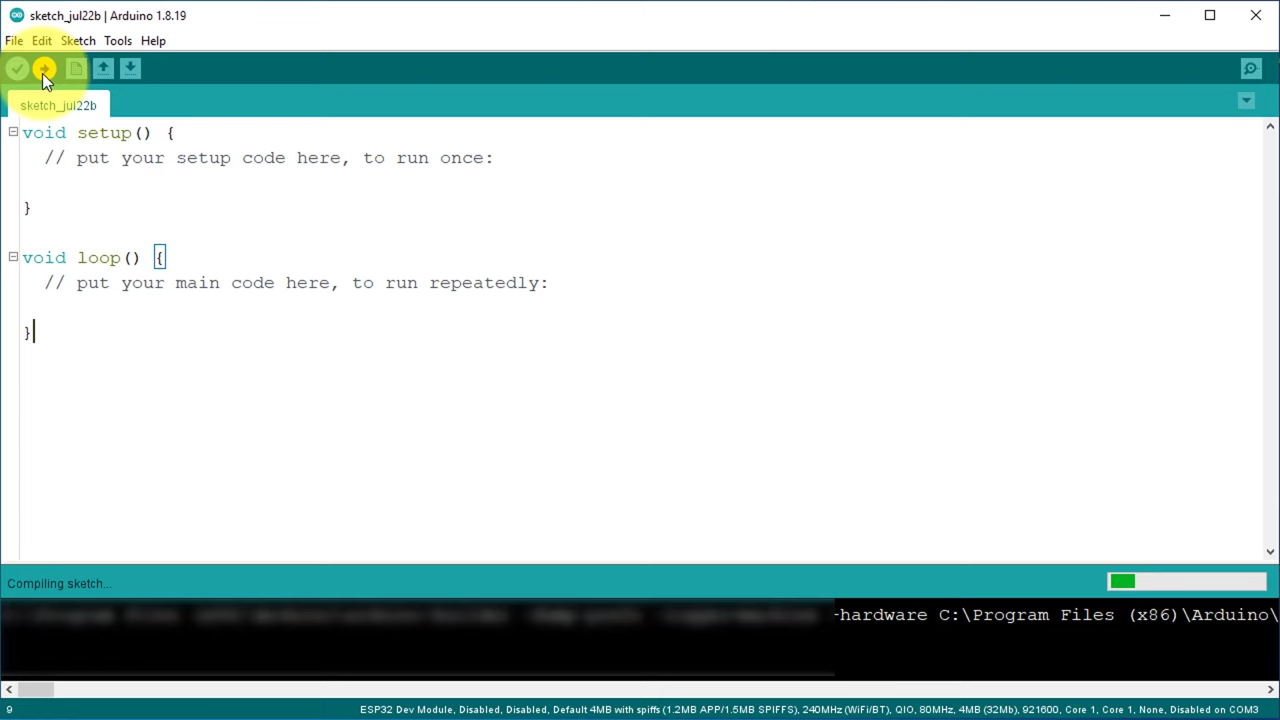 sketch_jul22b | Arduino 1.8.19
File Edit Sketch Tools Help
sketch_jul22b
void setup() {
// put your setup code here, to run once:
}
void loop() {
// put your main code here, to run repeatedly:
}
Compiling sketch...
-hardware C:\Program Files (x86)\Arduino\
9 ESP32 Dev Module, Disabled, Disabled, Default 4MB with spiffs (1.2MB APP/1.5MB SPIFFS), 240MHz (WiFi/BT), QIO, 80MHz, 4MB (32Mb), 921600, Core 1, Core 1, None, Disabled on COM3